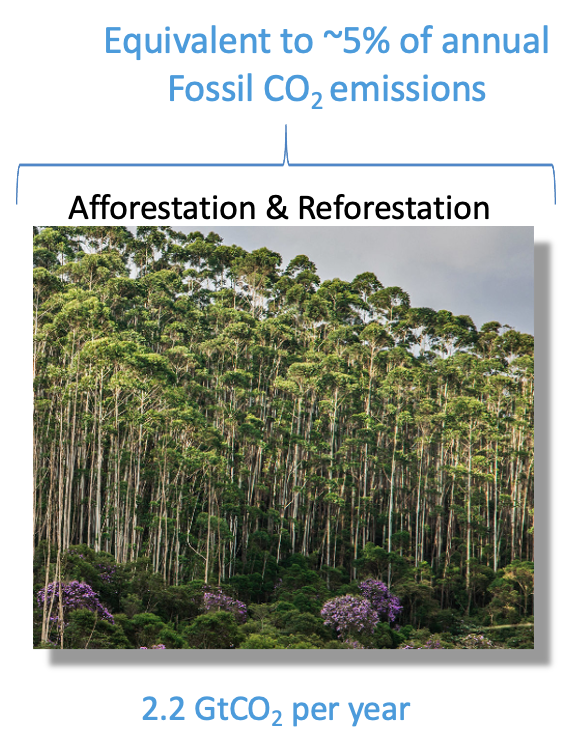 Equivalent to ~5% of annual
Fossil CO₂ emissions
Afforestation & Reforestation
2.2 GtCO₂ per year